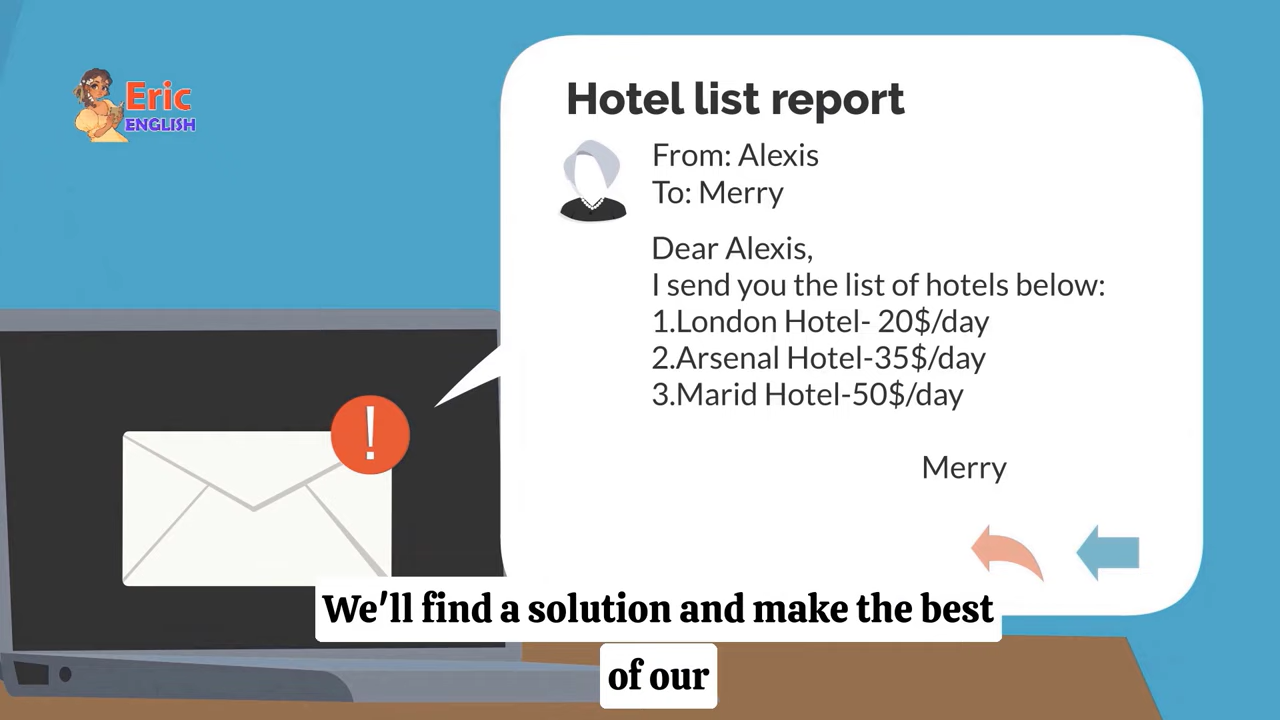 Eric
ENGLISH
Hotel list report
From: Alexis
To: Merry
Dear Alexis,
I send you the list of hotels below:
1.London Hotel- 20$/day
2.Arsenal Hotel-35$/day
3.Marid Hotel-50$/day
Merry
!
We'll find a solution and make the best
of our